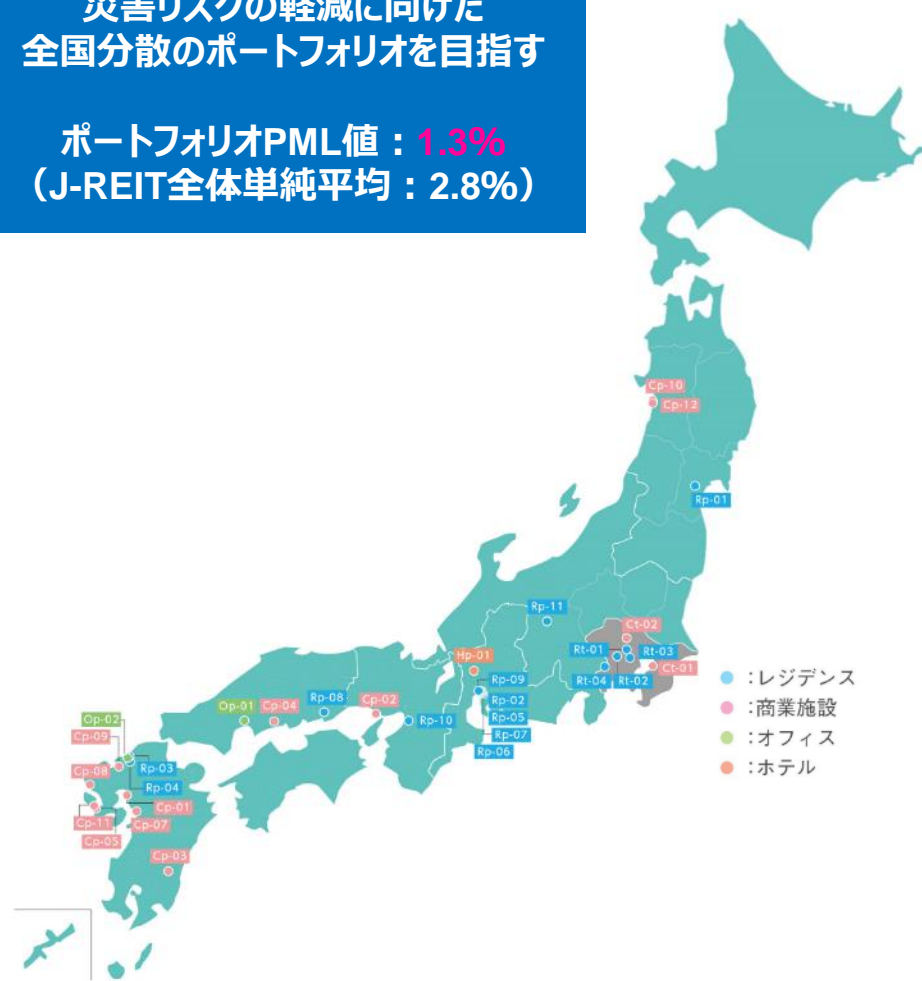 災害リスクの軽減に向けた
全国分散のポートフォリオを目指す
ポートフォリオPML値：1.3%
（J-REIT全体単純平均：2.8%）
Cp-10
Cp-12
Rp-01
Rp-11
Ct-02
Rt-01
Rt-03
Ct-01
Rt-04
Rt-02
Hp-01
Rp-09
Rp-02
Rp-05
Rp-07
Rp-06
Rp-08
Cp-02
Rp-10
Op-01
Cp-04
Op-02
Cp-09
Rp-03
Cp-08
Rp-04
Cp-01
Cp-11
Cp-07
Cp-05
Cp-03
：レジデンス
：商業施設
：オフィス
：ホテル